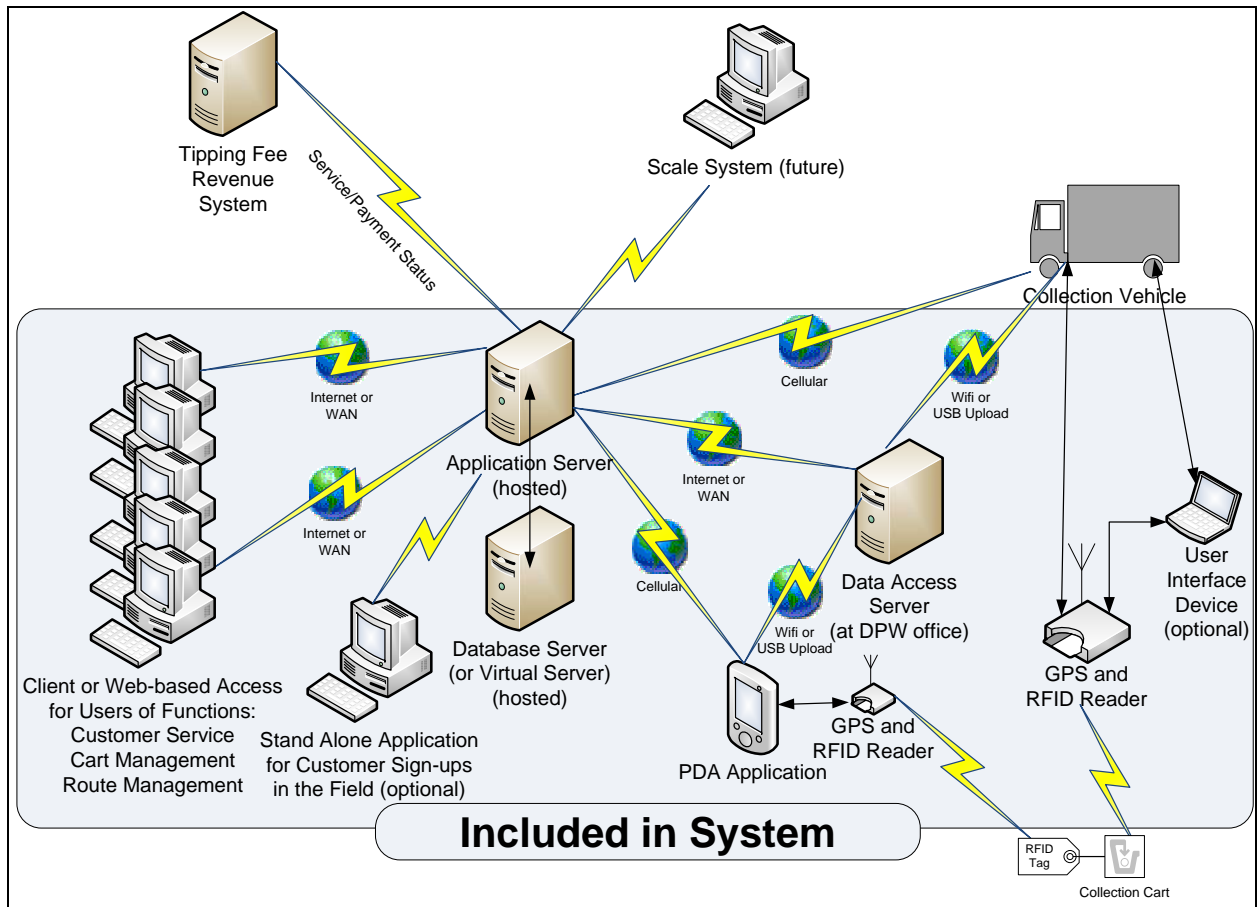 Tipping Fee
Revenue
System
Service/Payment Status
Scale System (future)
Collection Vehicle
Internet or
WAN
Cellular
Wifi or
USB Upload
Application Server
(hosted)
Internet or
WAN
Internet or
WAN
Cellular
Wifi or
USB Upload
Data Access
Server
(at DPW office)
User
Interface
Device
(optional)
Database Server
(or Virtual Server)
(hosted)
GPS and
RFID Reader
Client or Web-based Access
for Users of Functions:
Customer Service
Cart Management
Route Management
Stand Alone Application
for Customer Sign-ups
in the Field (optional)
PDA Application
GPS and
RFID Reader
Included in System
RFID
Tag
Collection Cart